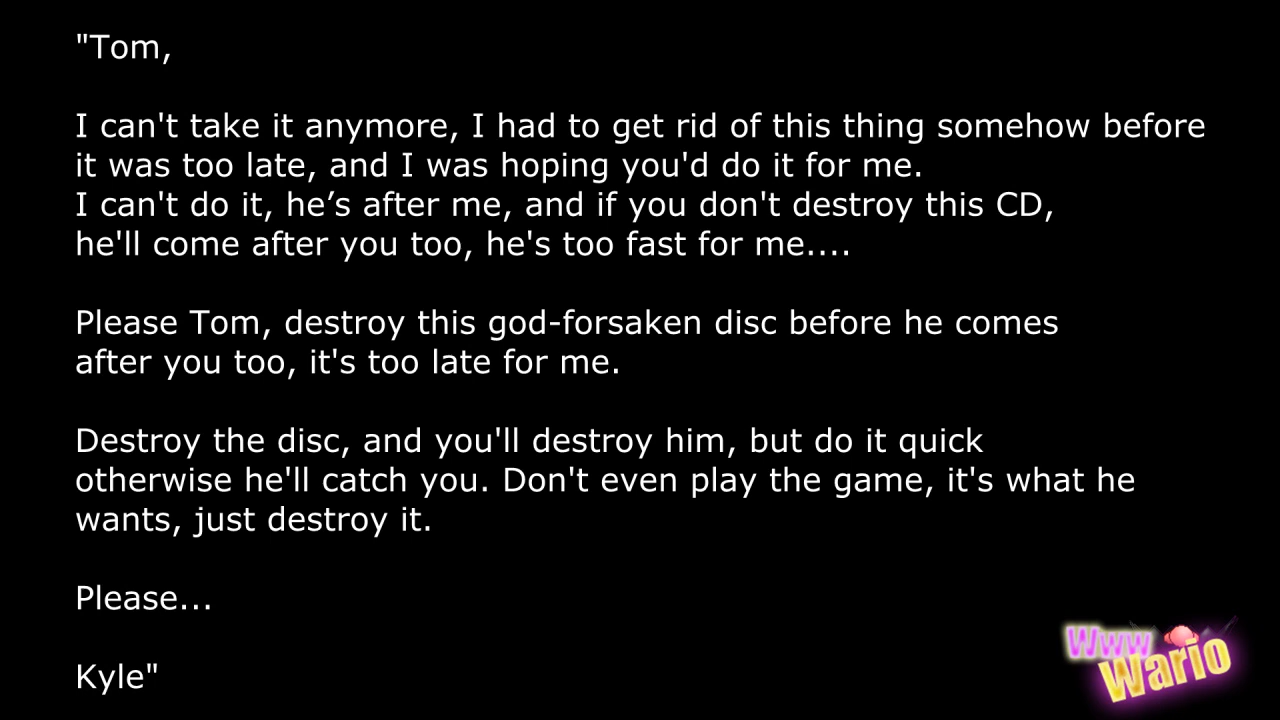 "Tom,
I can't take it anymore, I had to get rid of this thing somehow before
it was too late, and I was hoping you'd do it for me.
I can't do it, he’s after me, and if you don't destroy this CD,
he'll come after you too, he's too fast for me....
Please Tom, destroy this god-forsaken disc before he comes
after you too, it's too late for me.
Destroy the disc, and you'll destroy him, but do it quick
otherwise he'll catch you. Don't even play the game, it's what he
wants, just destroy it.
Please...
Kyle"
Www
Wario